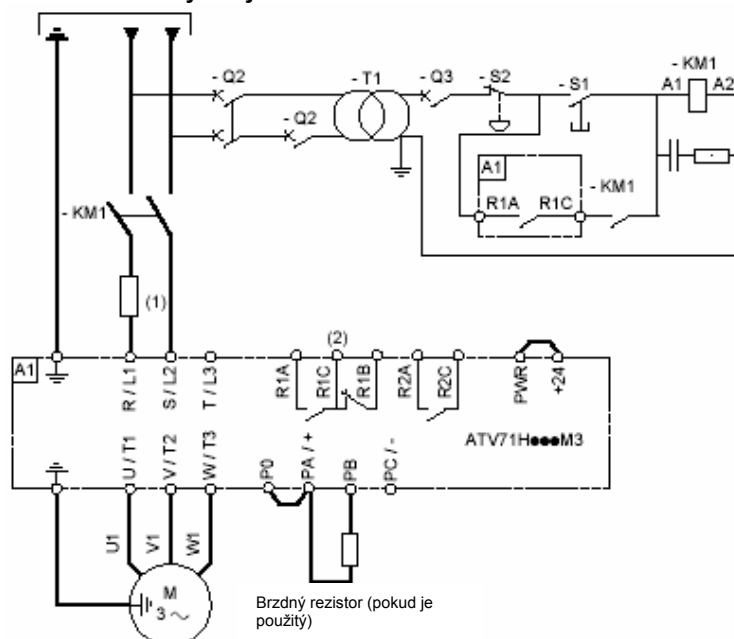 - Q2
- T1
- Q3
- S2
- S1
- KM1
A1
A2
- Q2
A1
- KM1
R1A
R1C
- KM1
(1)
(2)
A1
R / L1
S / L2
T / L3
R1A
R1C
R1B
R2A
R2C
PWR
+24
ATV71H●●●M3
U / T1
V / T2
W / T3
P0
PA / +
PB
PC / -
U1
V1
W1
M
3 ~
Brzdný rezistor (pokud je
použitý)